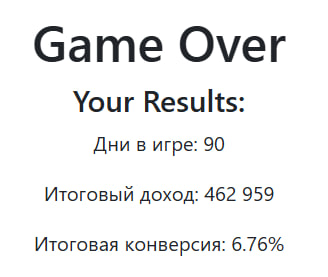 Game Over
Your Results:
Дни в игре: 90
Итоговый доход: 462 959
Итоговая конверсия: 6.76%